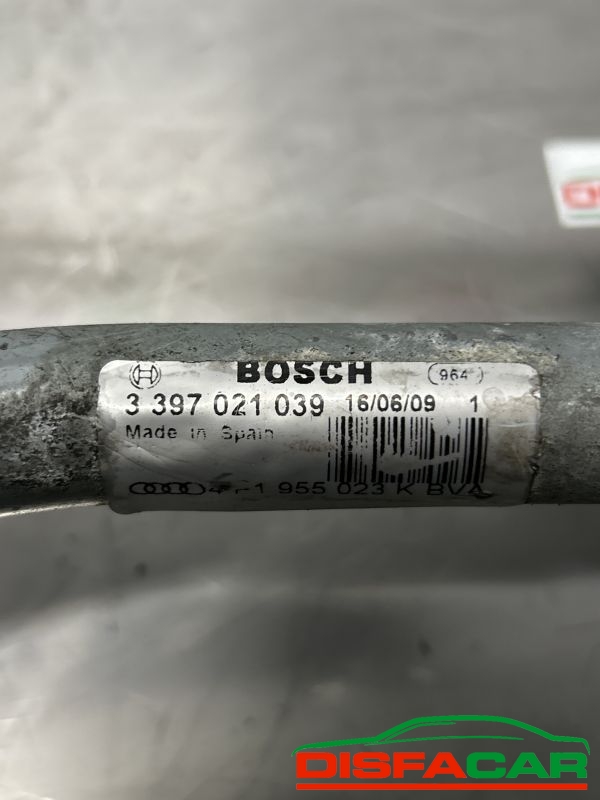 BOSCH (964)
3 397 021 039 16/06/09 1
Made in Spain
955 023 K BVA
DISFACAR